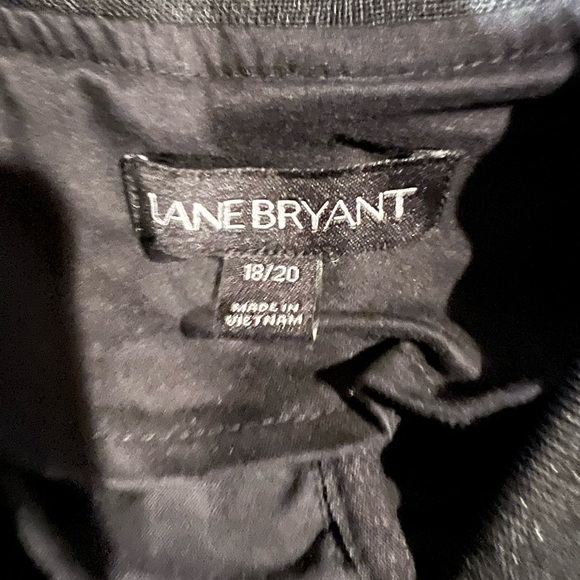 LANE BRYANT
18/20
MADE IN
VIETNAM